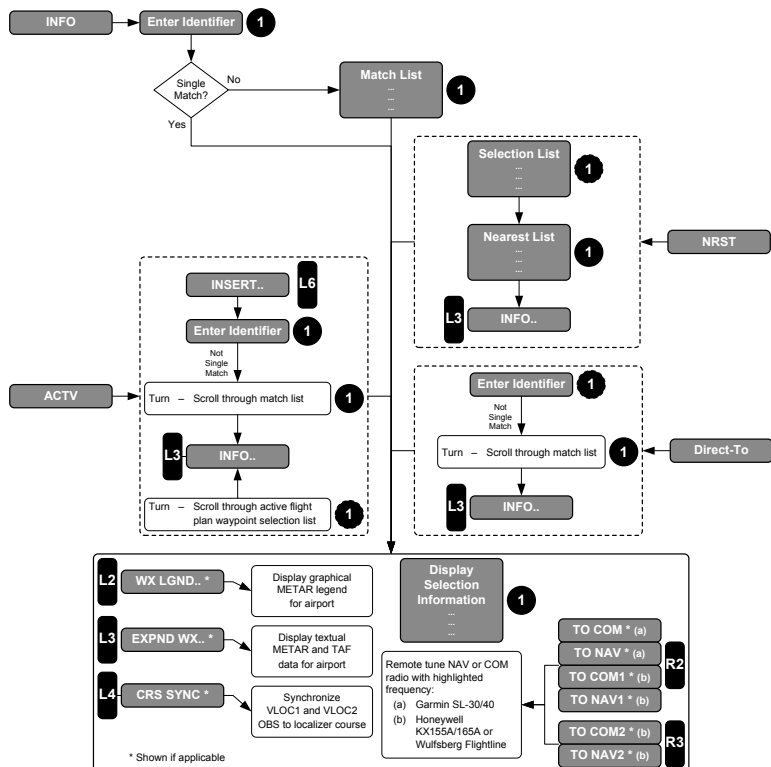 INFO
Enter Identifier
1
Single
Match?
No
Yes
Match List
...
...
...
1
Selection List
...
...
...
1
Nearest List
...
...
...
1
L3
INFO..
NRST
INSERT..
L6
Enter Identifier
1
Not
Single
Match
ACTV
Turn – Scroll through match list
1
L3
INFO..
Turn – Scroll through active flight
plan waypoint selection list
1
Enter Identifier
1
Not
Single
Match
Turn – Scroll through match list
1
Direct-To
L3
INFO..
L2
WX LGND.. *
Display graphical
METAR legend
for airport
L3
EXPND WX.. *
Display textual
METAR and TAF
data for airport
L4
CRS SYNC *
Synchronize
VLOC1 and VLOC2
OBS to localizer course
* Shown if applicable
Display
Selection
Information
...
...
...
1
Remote tune NAV or COM
radio with highlighted
frequency:
(a) Garmin SL-30/40
(b) Honeywell
KX155A/165A or
Wulfsberg Flightline
TO COM * (a)
TO NAV * (a)
TO COM1 * (b)
TO NAV1 * (b)
R2
TO COM2 * (b)
TO NAV2 * (b)
R3